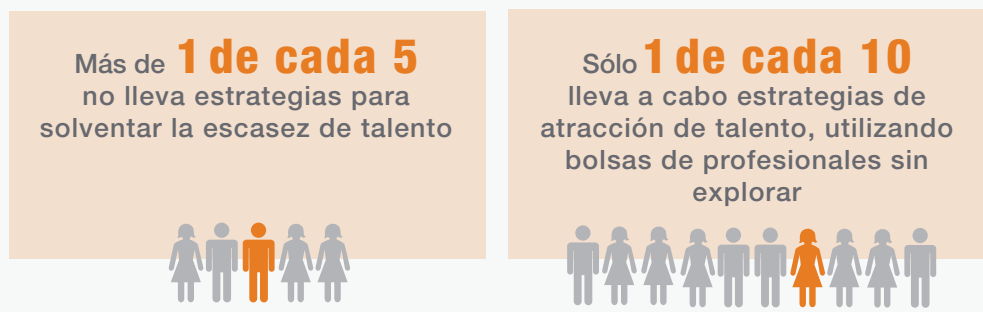 Más de 1 de cada 5
no lleva estrategias para
solventar la escasez de talento
Sólo 1 de cada 10
lleva a cabo estrategias de
atracción de talento, utilizando
bolsas de profesionales sin
explorar